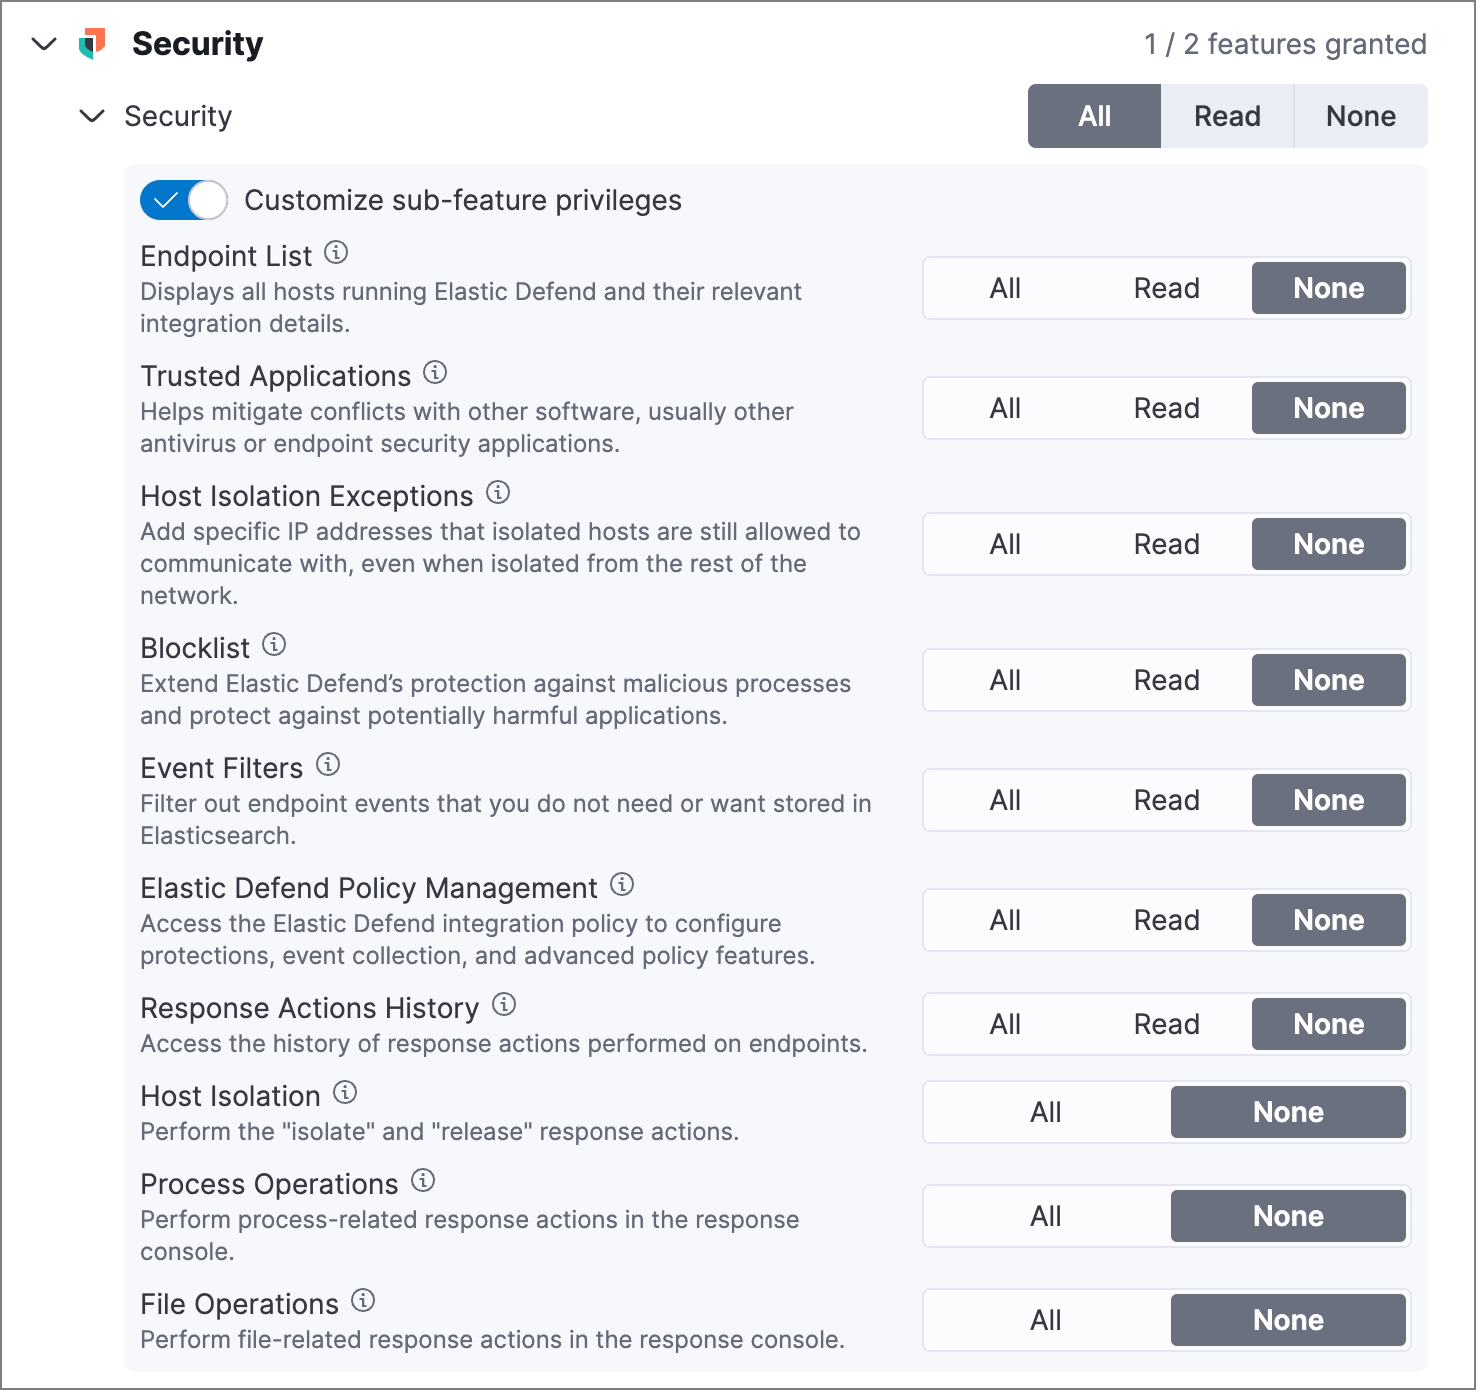 Security
1 / 2 features granted
Security
All Read None
Customize sub-feature privileges
Endpoint List
Displays all hosts running Elastic Defend and their relevant
integration details.
All Read None
Trusted Applications
Helps mitigate conflicts with other software, usually other
antivirus or endpoint security applications.
All Read None
Host Isolation Exceptions
Add specific IP addresses that isolated hosts are still allowed to
communicate with, even when isolated from the rest of the
network.
All Read None
Blocklist
Extend Elastic Defend’s protection against malicious processes
and protect against potentially harmful applications.
All Read None
Event Filters
Filter out endpoint events that you do not need or want stored in
Elasticsearch.
All Read None
Elastic Defend Policy Management
Access the Elastic Defend integration policy to configure
protections, event collection, and advanced policy features.
All Read None
Response Actions History
Access the history of response actions performed on endpoints.
All Read None
Host Isolation
Perform the "isolate" and "release" response actions.
All None
Process Operations
Perform process-related response actions in the response
console.
All None
File Operations
Perform file-related response actions in the response console.
All None